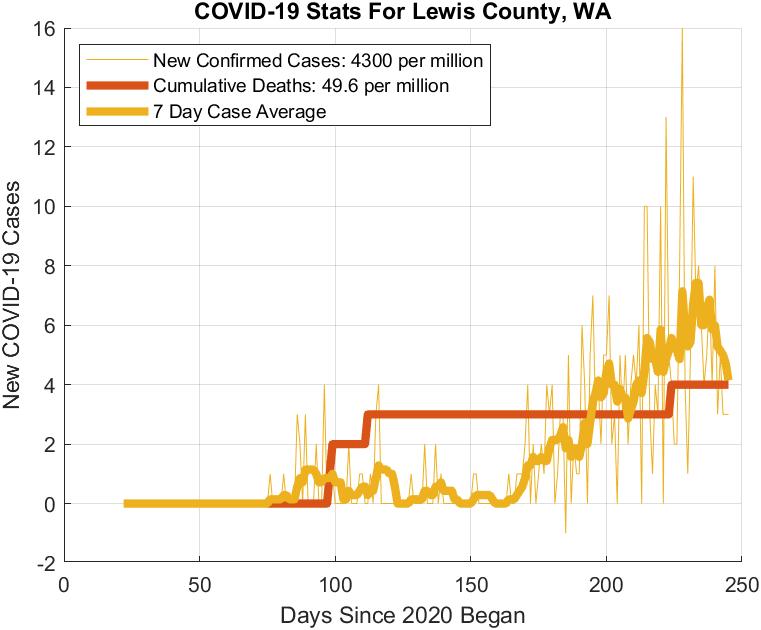 COVID-19 Stats For Lewis County, WA
New Confirmed Cases: 4300 per million
Cumulative Deaths: 49.6 per million
7 Day Case Average
New COVID-19 Cases
16
14
12
10
8
6
4
2
0
-2
0 50 100 150 200 250
Days Since 2020 Began